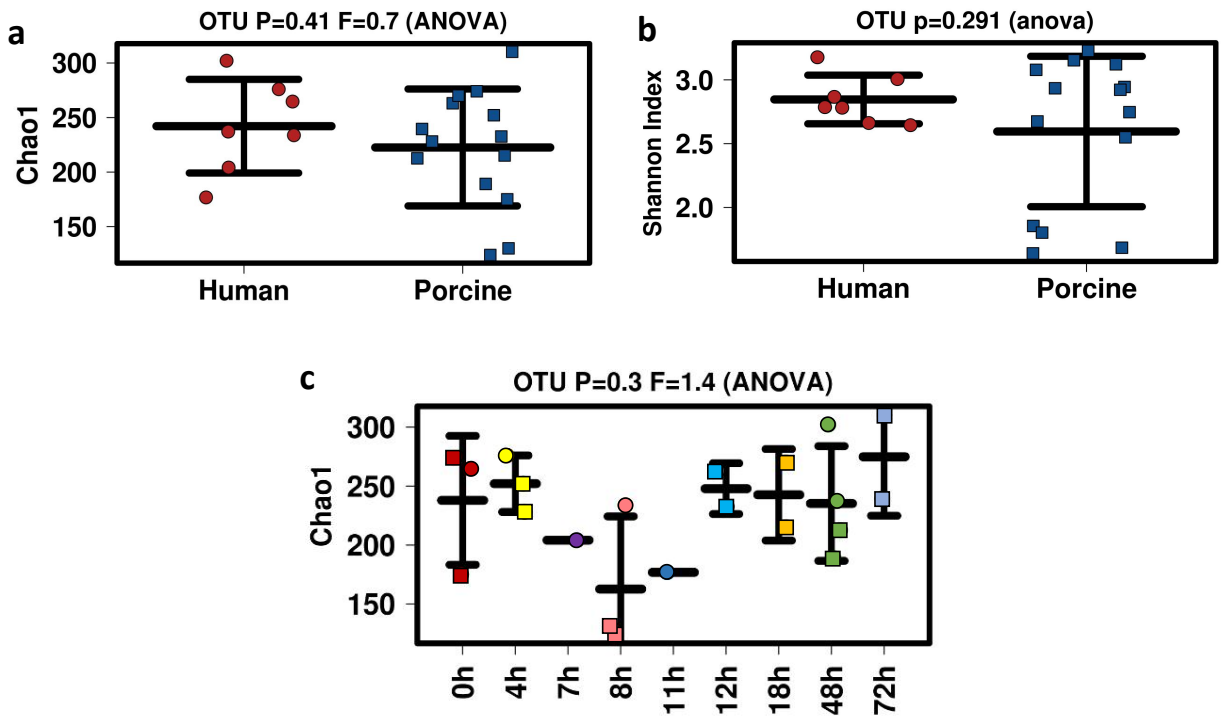 a
OTU P=0.41 F=0.7 (ANOVA)
Chao1
300
250
200
150
Human
Porcine
b
OTU p=0.291 (anova)
Shannon Index
3.0
2.5
2.0
Human
Porcine
c
OTU P=0.3 F=1.4 (ANOVA)
Chao1
300
250
200
150
0h
4h
7h
8h
11h
12h
18h
48h
72h